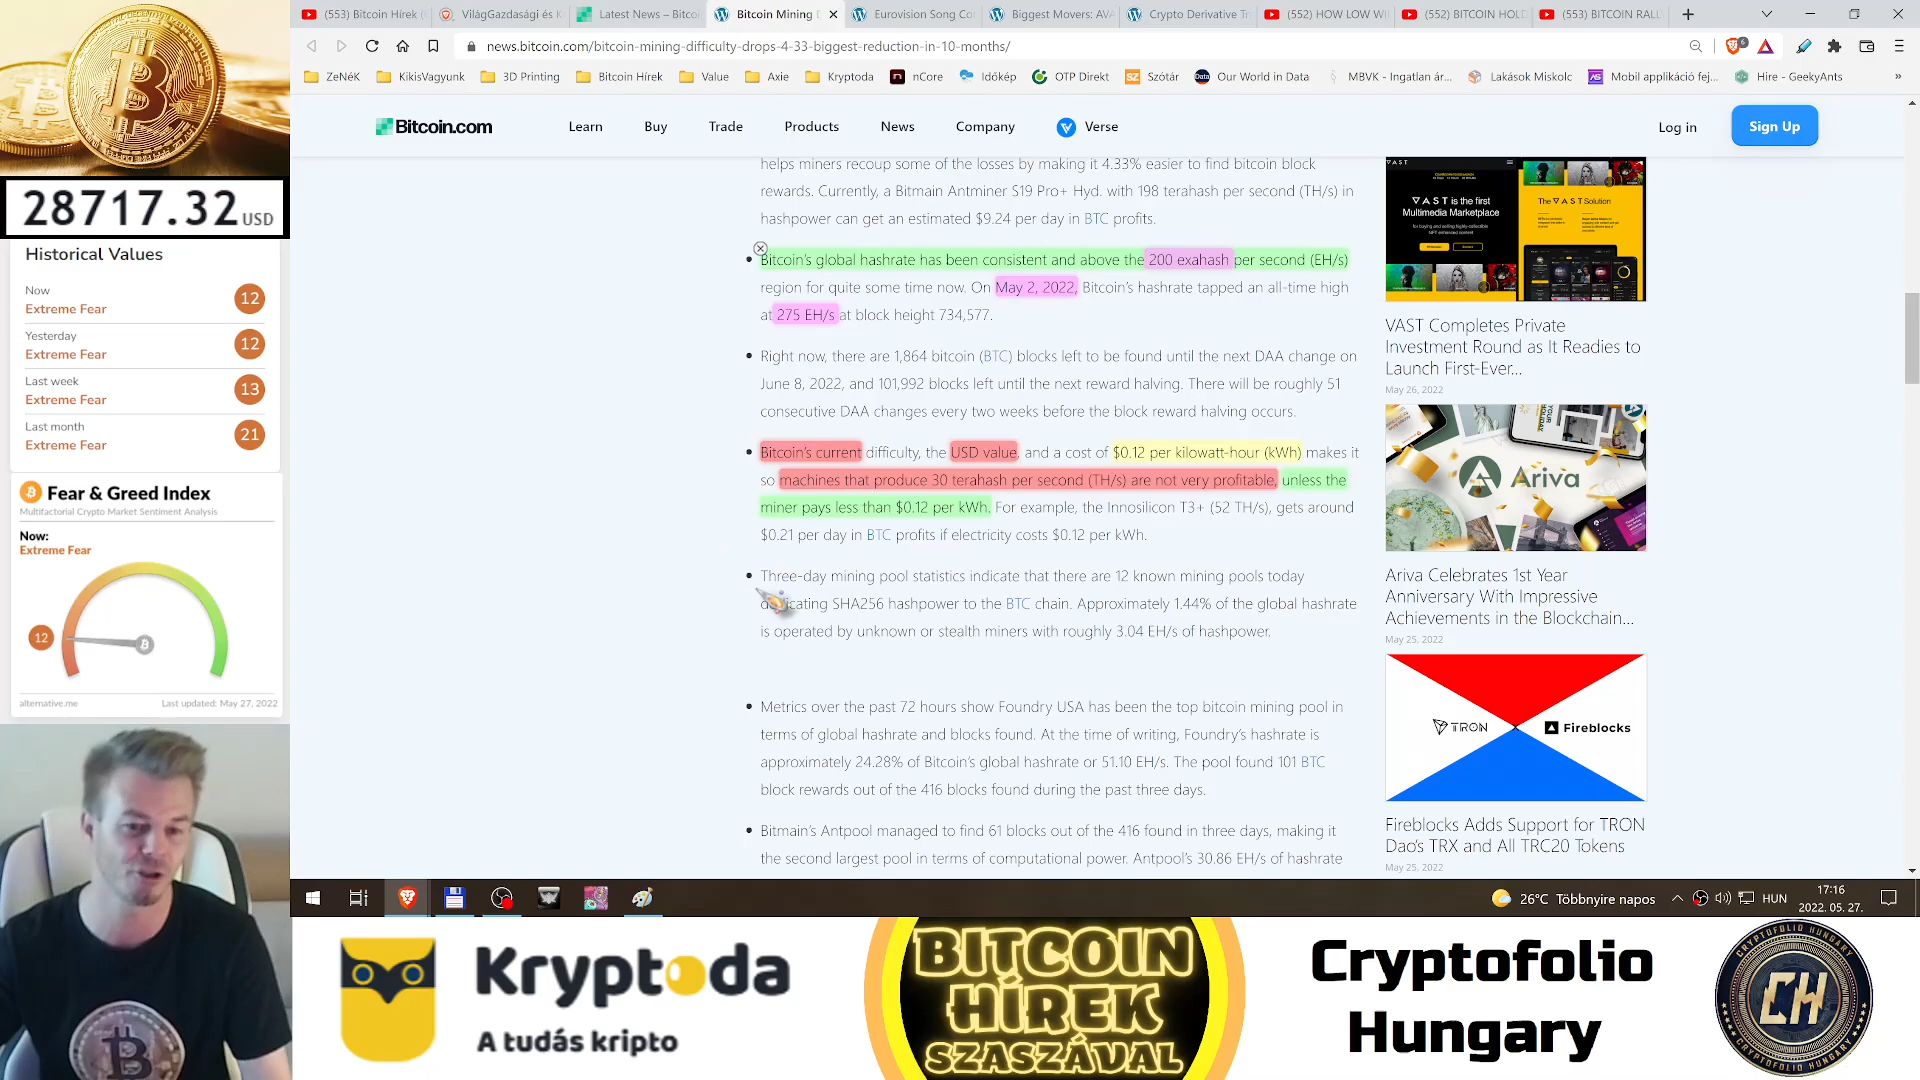 (553) Bitcoin Hírek (
VilágGazdasági és K
Latest News – Bitcoi
Bitcoin Mining D
Eurovision Song Co
Biggest Movers: AVA
Crypto Derivative Tr
(552) HOW LOW WI
(552) BITCOIN HOLD
(553) BITCOIN RALLY
news.bitcoin.com/bitcoin-mining-difficulty-drops-4-33-biggest-reduction-in-10-months/
6
ZeNéK
KikisVagyunk
3D Printing
Bitcoin Hírek
Value
Axie
Kryptoda
nCore
Időkép
OTP Direkt
SZ Szótár
Our World in Data
MBVK - Ingatlan ár...
Lakások Miskolc
Mobil applikáció fej...
Hire - GeekyAnts
»
Bitcoin.com
Learn
Buy
Trade
Products
News
Company
Verse
Log in
Sign Up
28717.32 USD
Historical Values
Now
Extreme Fear
12
Yesterday
Extreme Fear
12
Last week
Extreme Fear
13
Last month
Extreme Fear
21
Fear & Greed Index
Multifactorial Crypto Market Sentiment Analysis
Now:
Extreme Fear
12
alternative.me
Last updated: May 27, 2022
helps miners recoup some of the losses by making it 4.33% easier to find bitcoin block
rewards. Currently, a Bitmain Antminer S19 Pro+ Hyd. with 198 terahash per second (TH/s) in
hashpower can get an estimated $9.24 per day in BTC profits.
Bitcoin's global hashrate has been consistent and above the 200 exahash per second (EH/s)
region for quite some time now. On May 2, 2022, Bitcoin's hashrate tapped an all-time high
at 275 EH/s at block height 734,577.
Right now, there are 1,864 bitcoin (BTC) blocks left to be found until the next DAA change on
June 8, 2022, and 101,992 blocks left until the next reward halving. There will be roughly 51
consecutive DAA changes every two weeks before the block reward halving occurs.
Bitcoin's current difficulty, the USD value, and a cost of $0.12 per kilowatt-hour (kWh) makes it
so machines that produce 30 terahash per second (TH/s) are not very profitable, unless the
miner pays less than $0.12 per kWh. For example, the Innosilicon T3+ (52 TH/s), gets around
$0.21 per day in BTC profits if electricity costs $0.12 per kWh.
Three-day mining pool statistics indicate that there are 12 known mining pools today
dedicating SHA256 hashpower to the BTC chain. Approximately 1.44% of the global hashrate
is operated by unknown or stealth miners with roughly 3.04 EH/s of hashpower.
Metrics over the past 72 hours show Foundry USA has been the top bitcoin mining pool in
terms of global hashrate and blocks found. At the time of writing, Foundry's hashrate is
approximately 24.28% of Bitcoin's global hashrate or 51.10 EH/s. The pool found 101 BTC
block rewards out of the 416 blocks found during the past three days.
Bitmain's Antpool managed to find 61 blocks out of the 416 found in three days, making it
the second largest pool in terms of computational power. Antpool's 30.86 EH/s of hashrate
VAST
VAST is the first
Multimedia Marketplace
The VAST Solution
VAST Completes Private
Investment Round as It Readies to
Launch First-Ever...
May 26, 2022
Ariva
Ariva Celebrates 1st Year
Anniversary With Impressive
Achievements in the Blockchain...
May 25, 2022
TRON
Fireblocks
Fireblocks Adds Support for TRON
Dao's TRX and All TRC20 Tokens
May 25, 2022
26°C Többnyire napos
HUN
17:16
2022. 05. 27.
Kryptoda
A tudás kripto
BITCOIN
HÍREK
SZASZÁVAL
Cryptofolio
Hungary
CRYPTOFOLIO HUNGARY
CH
CRYPTOFOLIO HUNGARY